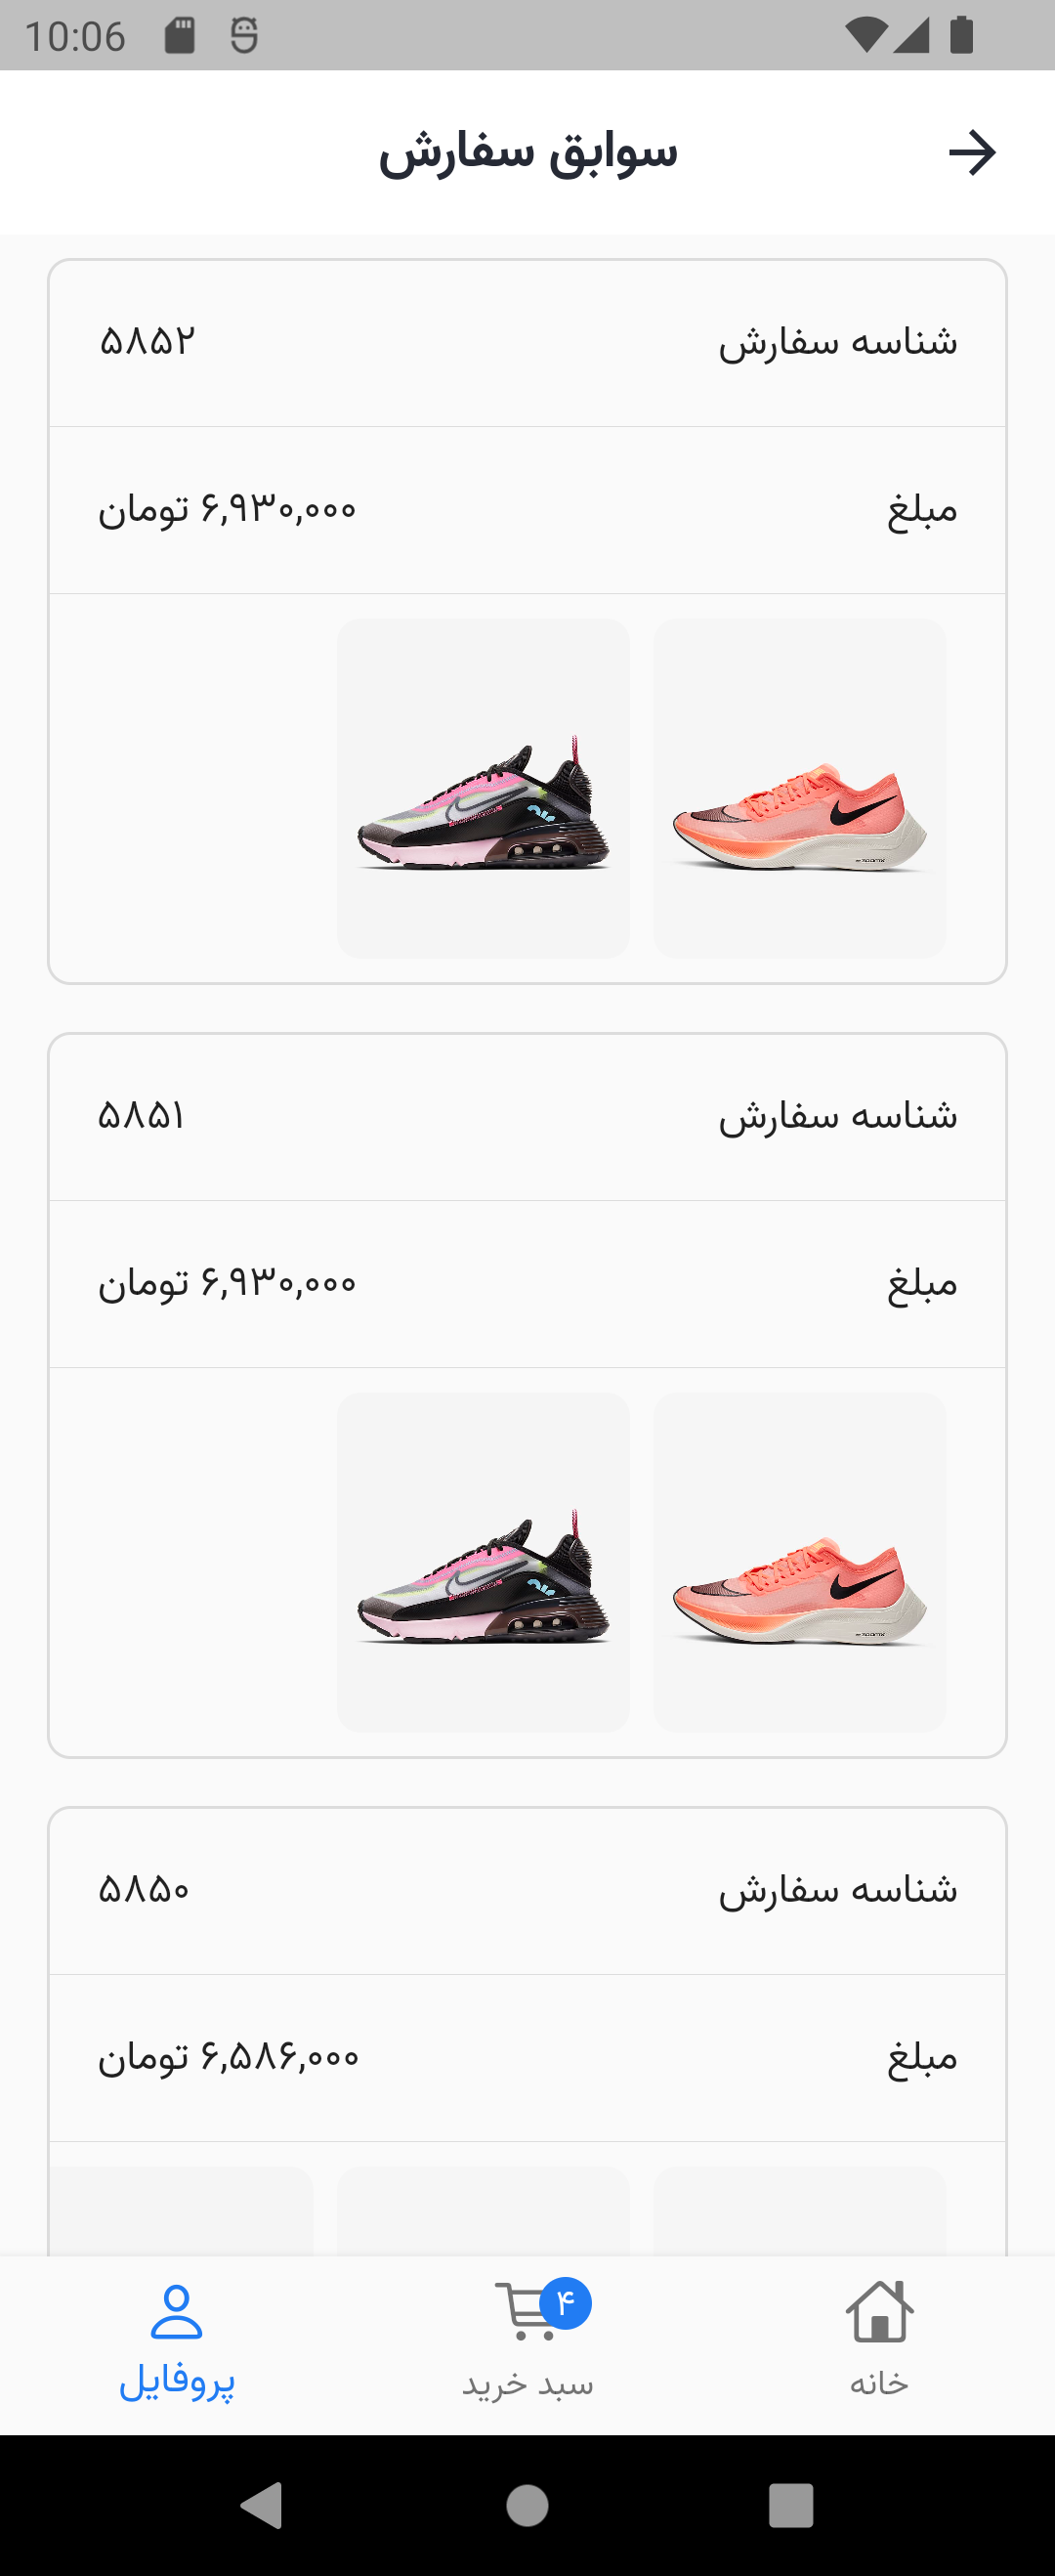 10:06
سوابق سفارش
شناسه سفارش ۵۸۵۲
مبلغ ۶,۹۳۰,۰۰۰ تومان
شناسه سفارش ۵۸۵۱
مبلغ ۶,۹۳۰,۰۰۰ تومان
شناسه سفارش ۵۸۵۰
مبلغ ۶,۵۸۶,۰۰۰ تومان
۴
خانه سبد خرید پروفایل